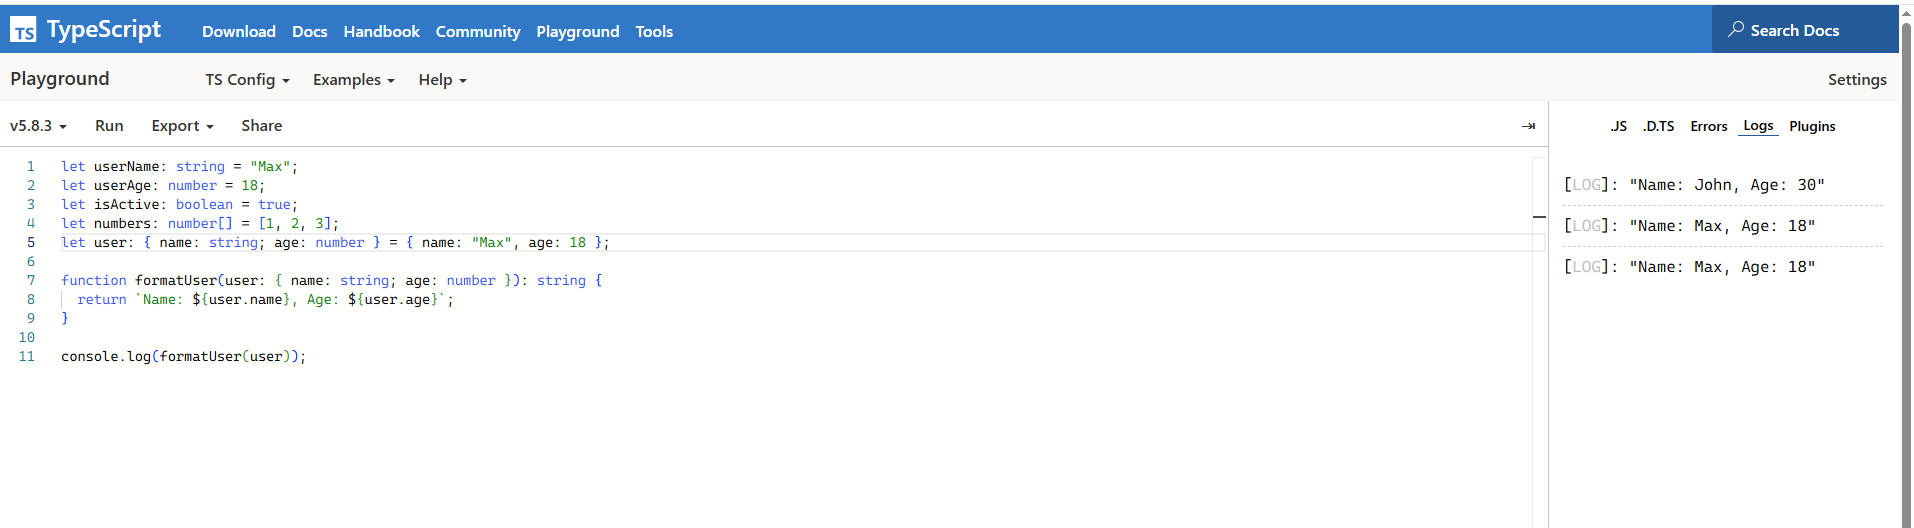 TS TypeScript Download Docs Handbook Community Playground Tools Search Docs
Playground TS Config Examples Help Settings
v5.8.3 Run Export Share .JS .D.TS Errors Logs Plugins
1 let userName: string = "Max";
2 let userAge: number = 18;
3 let isActive: boolean = true;
4 let numbers: number[] = [1, 2, 3];
5 let user: { name: string; age: number } = { name: "Max", age: 18 };
6
7 function formatUser(user: { name: string; age: number }): string {
8 return `Name: ${user.name}, Age: ${user.age}`;
9 }
10
11 console.log(formatUser(user));
[LOG]: "Name: John, Age: 30"
[LOG]: "Name: Max, Age: 18"
[LOG]: "Name: Max, Age: 18"